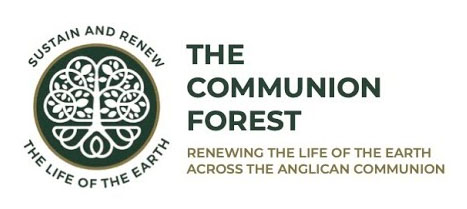 SUSTAIN AND RENEW
THE LIFE OF THE EARTH
THE
COMMUNION
FOREST
RENEWING THE LIFE OF THE EARTH
ACROSS THE ANGLICAN COMMUNION